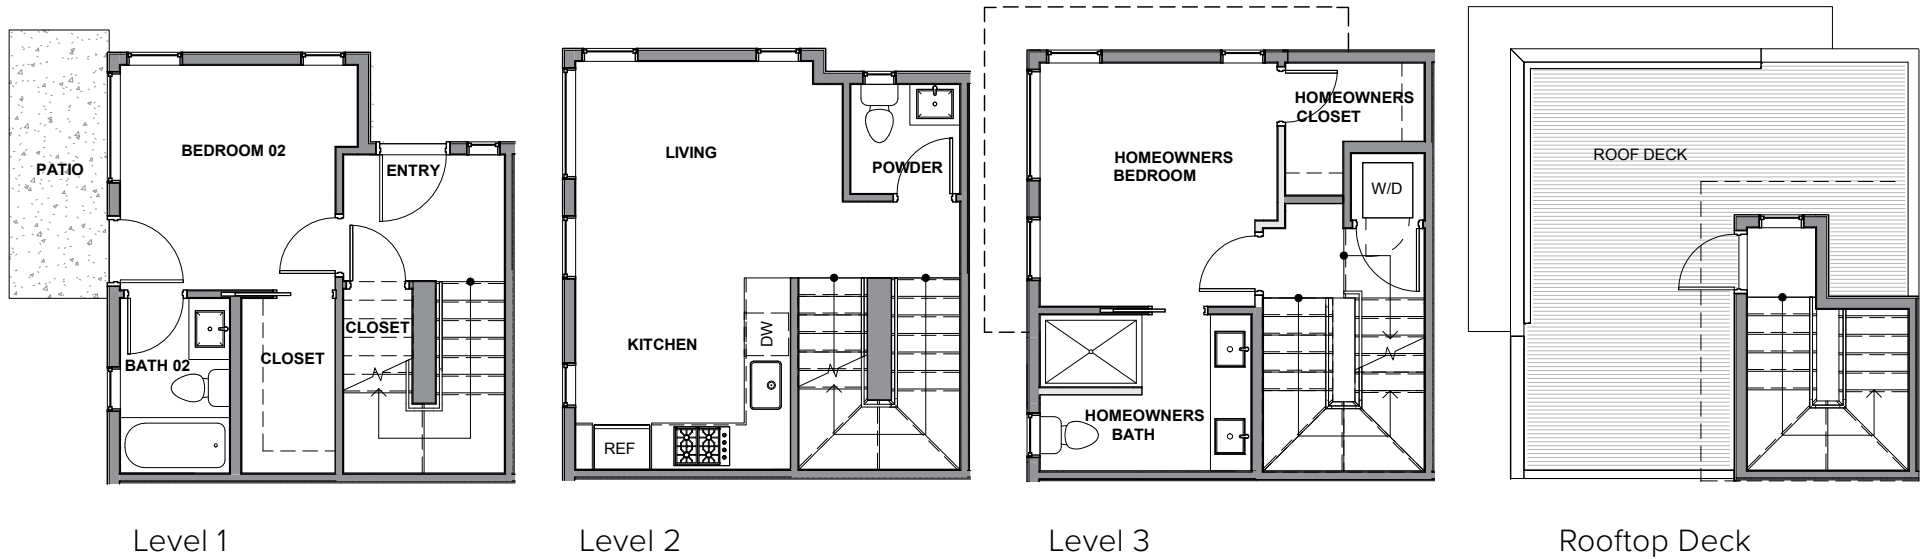 PATIO
BEDROOM 02
ENTRY
CLOSET
CLOSET
BATH 02
LIVING
POWDER
KITCHEN
DW
REF
HOMEOWNERS
CLOSET
HOMEOWNERS
BEDROOM
W/D
HOMEOWNERS
BATH
ROOF DECK
Level 1
Level 2
Level 3
Rooftop Deck